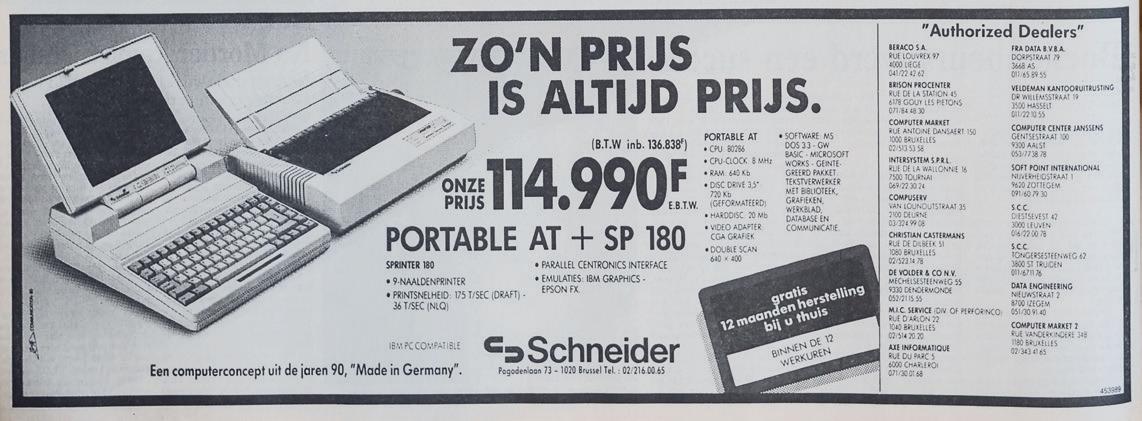 ZO'N PRIJS
IS ALTIJD PRIJS.
(B.T.W inb. 136.838F)
ONZE
PRIJS
114.990F
E.B.T.W.
PORTABLE AT + SP 180
SPRINTER 180
• 9-NAALDENPRINTER
• PRINTSNELHEID: 175 T/SEC (DRAFT) -
36 T/SEC (NLQ)
• PARALLEL CENTRONICS INTERFACE
• EMULATIES: IBM GRAPHICS -
EPSON FX.
PORTABLE AT
• CPU: 80286
• CPU-CLOCK: 8 MHz
• RAM: 640 Kb
• DISC DRIVE 3,5":
720 Kb
(GEFORMATEERD)
• HARDDISC: 20 Mb
• VIDEO ADAPTER:
CGA GRAFIEK
• DOUBLE SCAN
640 × 400
• SOFTWARE: MS
DOS 3.3 - GW
BASIC - MICROSOFT
WORKS - GEINTE-
GREERD PAKKET:
TEKSTVERWERKER
MET BIBLIOTEEK,
GRAFIEKEN,
WERKBLAD,
DATABASE EN
COMMUNICATIE.
gratis
12 maanden herstelling
bij u thuis
BINNEN DE 12
WERKUREN
IBM PC COMPATIBLE
Schneider
Pagodenlaan 73 - 1020 Brussel Tel. : 02/216.00.65
Een computerconcept uit de jaren 90, "Made in Germany".
"Authorized Dealers"
BERACO S.A.
RUE LOUVREX 97
4000 LIEGE
041/22 42 62
BRISON PROCENTER
RUE DE LA STATION 45
6178 GOUY LES PIETONS
071/84 48 30
COMPUTER MARKET
RUE ANTOINE DANSAERT 150
1000 BRUXELLES
02/513 53 58
INTERSYSTEM S.P.R.L.
RUE DE LA WALLONNIE 16
7500 TOURNAI
069/22.30.24
COMPUSERV
VAN LOUNOUTSTRAAT 35
2100 DEURNE
03/324 99 08
CHRISTIAN CASTERMANS
RUE DE DILBEEK 51
1080 BRUXELLES
02/523 14 78
DE VOLDER & CO N.V.
MECHELSESTEENWEG 55
9330 DENDERMONDE
052/21.15.55
M.I.C. SERVICE (DIV. OF PERFORINCO)
RUE D'ARLON 22
1040 BRUXELLES
02/514 20 20
AXE INFORMATIQUE
RUE DU PARC 5
6000 CHARLEROI
071/30 01 68
FRA DATA B.V.B.A.
DORPSTRAAT 79
3668 AS
011/65 89 55
VELDEMAN KANTOORUITRUSTING
DR WILLEMSSTRAAT 19
3500 HASSELT
011/22.10.55
COMPUTER CENTER JANSSENS
GENTSESTRAAT 100
9300 AALST
053/77 38 78
SOFT POINT INTERNATIONAL
NIJVERHEIDSTRAAT 1
9620 ZOTTEGEM
091/60 79 30
S.C.C.
DIESTSEVEST 42
3000 LEUVEN
016/22 00 78
S.C.C.
TONGERSESTEENWEG 62
3800 ST TRUIDEN
011/67 11 76
DATA ENGINEERING
NIEUWSTRAAT 2
8700 IZEGEM
051/30 91 40
COMPUTER MARKET 2
RUE VANDERKINDERE 34B
1180 BRUXELLES
02/343 41 65
453989